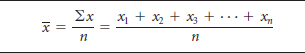 x̄ = Σx / n = x₁ + x₂ + x₃ + · · · + xₙ / n